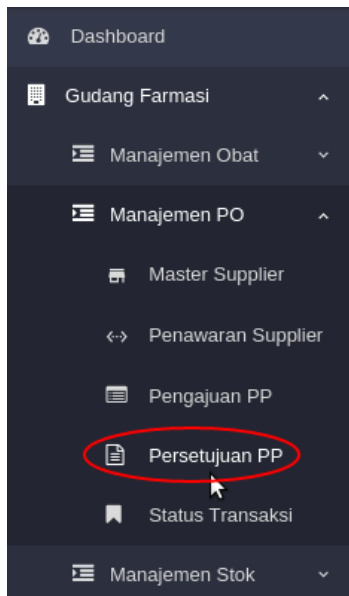 Dashboard
Gudang Farmasi
Manajemen Obat
Manajemen PO
Master Supplier
Penawaran Supplier
Pengajuan PP
Persetujuan PP
Status Transaksi
Manajemen Stok